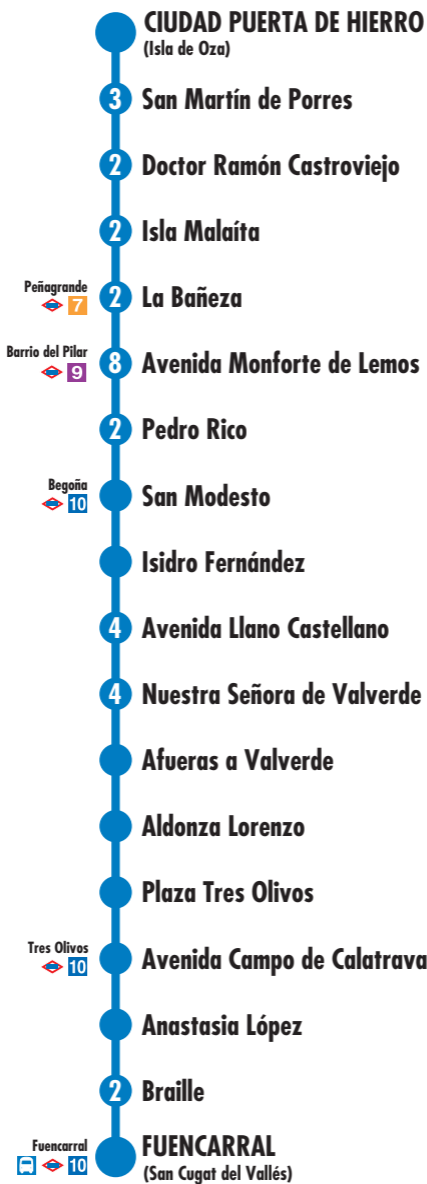 CIUDAD PUERTA DE HIERRO
(Isla de Oza)
3 San Martín de Porres
2 Doctor Ramón Castroviejo
2 Isla Malaíta
Peñagrande
7 2 La Bañeza
Barrio del Pilar
9 8 Avenida Monforte de Lemos
2 Pedro Rico
Begoña
10 San Modesto
Isidro Fernández
4 Avenida Llano Castellano
4 Nuestra Señora de Valverde
Afueras a Valverde
Aldonza Lorenzo
Plaza Tres Olivos
Tres Olivos
10 Avenida Campo de Calatrava
Anastasia López
2 Braille
Fuencarral
10 FUENCARRAL
(San Cugat del Vallés)